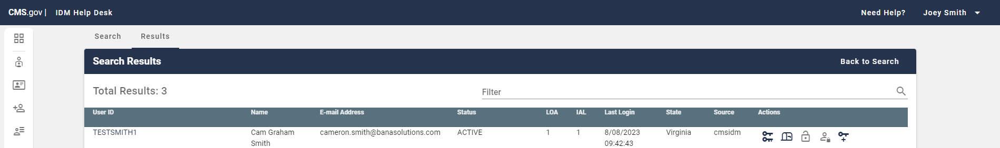 CMS.gov | IDM Help Desk Need Help? Joey Smith
Search Results
Search Results Back to Search
Total Results: 3 Filter
User ID Name E-mail Address Status LOA IAL Last Login State Source Actions
TESTSMITH1 Cam Graham cameron.smith@banasolutions.com ACTIVE 1 1 8/08/2023 Virginia cmsidm
Smith 09:42:43